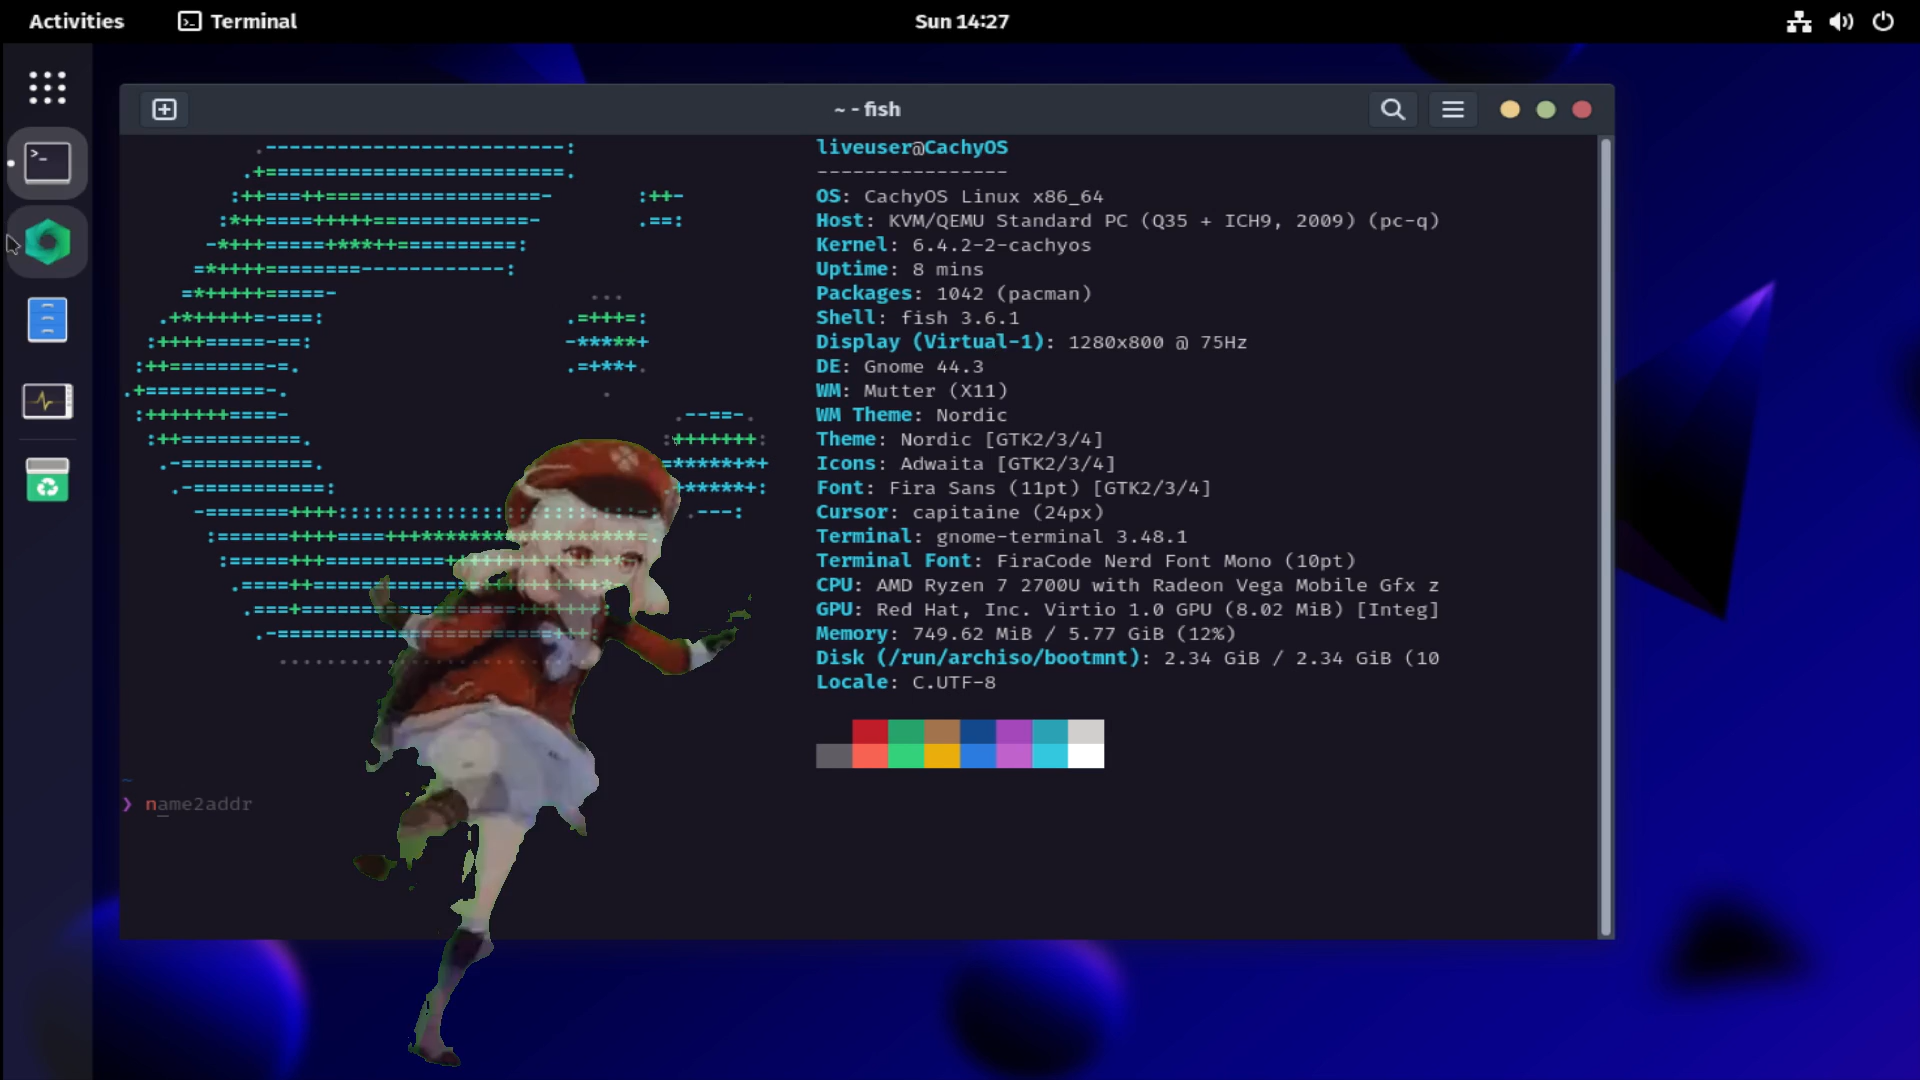 Activities
Terminal
Sun 14:27
~ - fish
liveuser@CachyOS
----------------
OS: CachyOS Linux x86_64
Host: KVM/QEMU Standard PC (Q35 + ICH9, 2009) (pc-q)
Kernel: 6.4.2-2-cachyos
Uptime: 8 mins
Packages: 1042 (pacman)
Shell: fish 3.6.1
Display (Virtual-1): 1280x800 @ 75Hz
DE: Gnome 44.3
WM: Mutter (X11)
WM Theme: Nordic
Theme: Nordic [GTK2/3/4]
Icons: Adwaita [GTK2/3/4]
Font: Fira Sans (11pt) [GTK2/3/4]
Cursor: capitaine (24px)
Terminal: gnome-terminal 3.48.1
Terminal Font: FiraCode Nerd Font Mono (10pt)
CPU: AMD Ryzen 7 2700U with Radeon Vega Mobile Gfx z
GPU: Red Hat, Inc. Virtio 1.0 GPU (8.02 MiB) [Integ]
Memory: 749.62 MiB / 5.77 GiB (12%)
Disk (/run/archiso/bootmnt): 2.34 GiB / 2.34 GiB (10
Locale: C.UTF-8
~
❯ name2addr